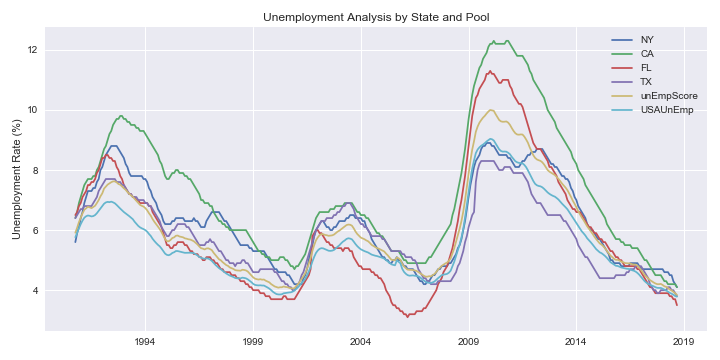 Unemployment Analysis by State and Pool
Unemployment Rate (%)
12
10
8
6
4
1994
1999
2004
2009
2014
2019
NY
CA
FL
TX
unEmpScore
USAUnEmp